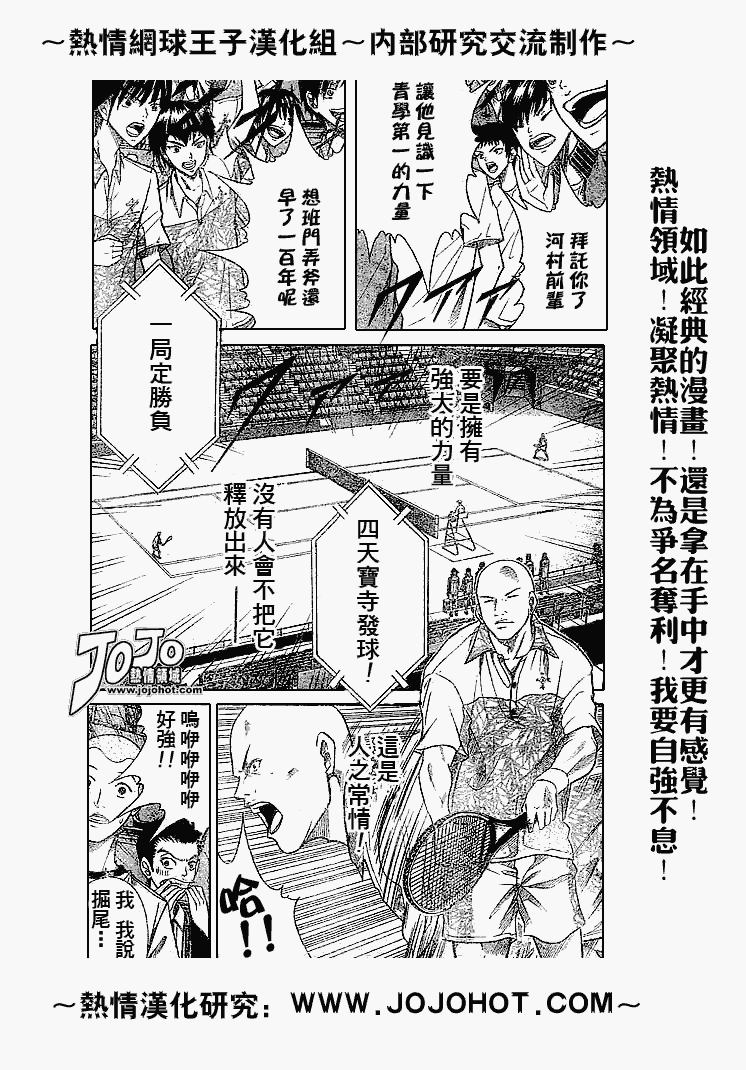 ～熱情網球王子漢化組～内部研究交流制作～
讓他見識一下
青學第一的力量
拜託你了
河村前輩
想班門弄斧還
早了一百年呢
一局定勝負
要是擁有
強大的力量
沒有人會不把它
釋放出來——
四天寶寺發球！
這是
人之常情！
哈!!
嗚咿咿咿咿
好強!!
我 我說
掘尾…
如此經典的漫畫！還是拿在手中才更有感覺！
熱情領域！凝聚熱情！不為爭名奪利！我要自強不息！
JOJO
熱情領域
www.jojohot.com
～熱情漢化研究：WWW.JOJOHOT.COM～